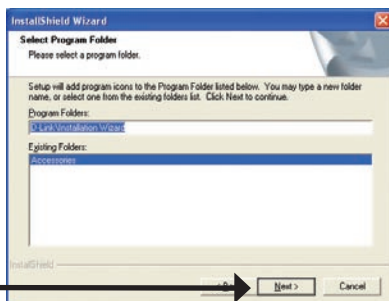 InstallShield Wizard
Select Program Folder
Please select a program folder.
Setup will add program icons to the Program Folder listed below. You may type a new folder
name, or select one from the existing folders list. Click Next to continue.
Program Folders:
D-Link\Installation Wizard
Existing Folders:
Accessories
InstallShield
Next >
Cancel